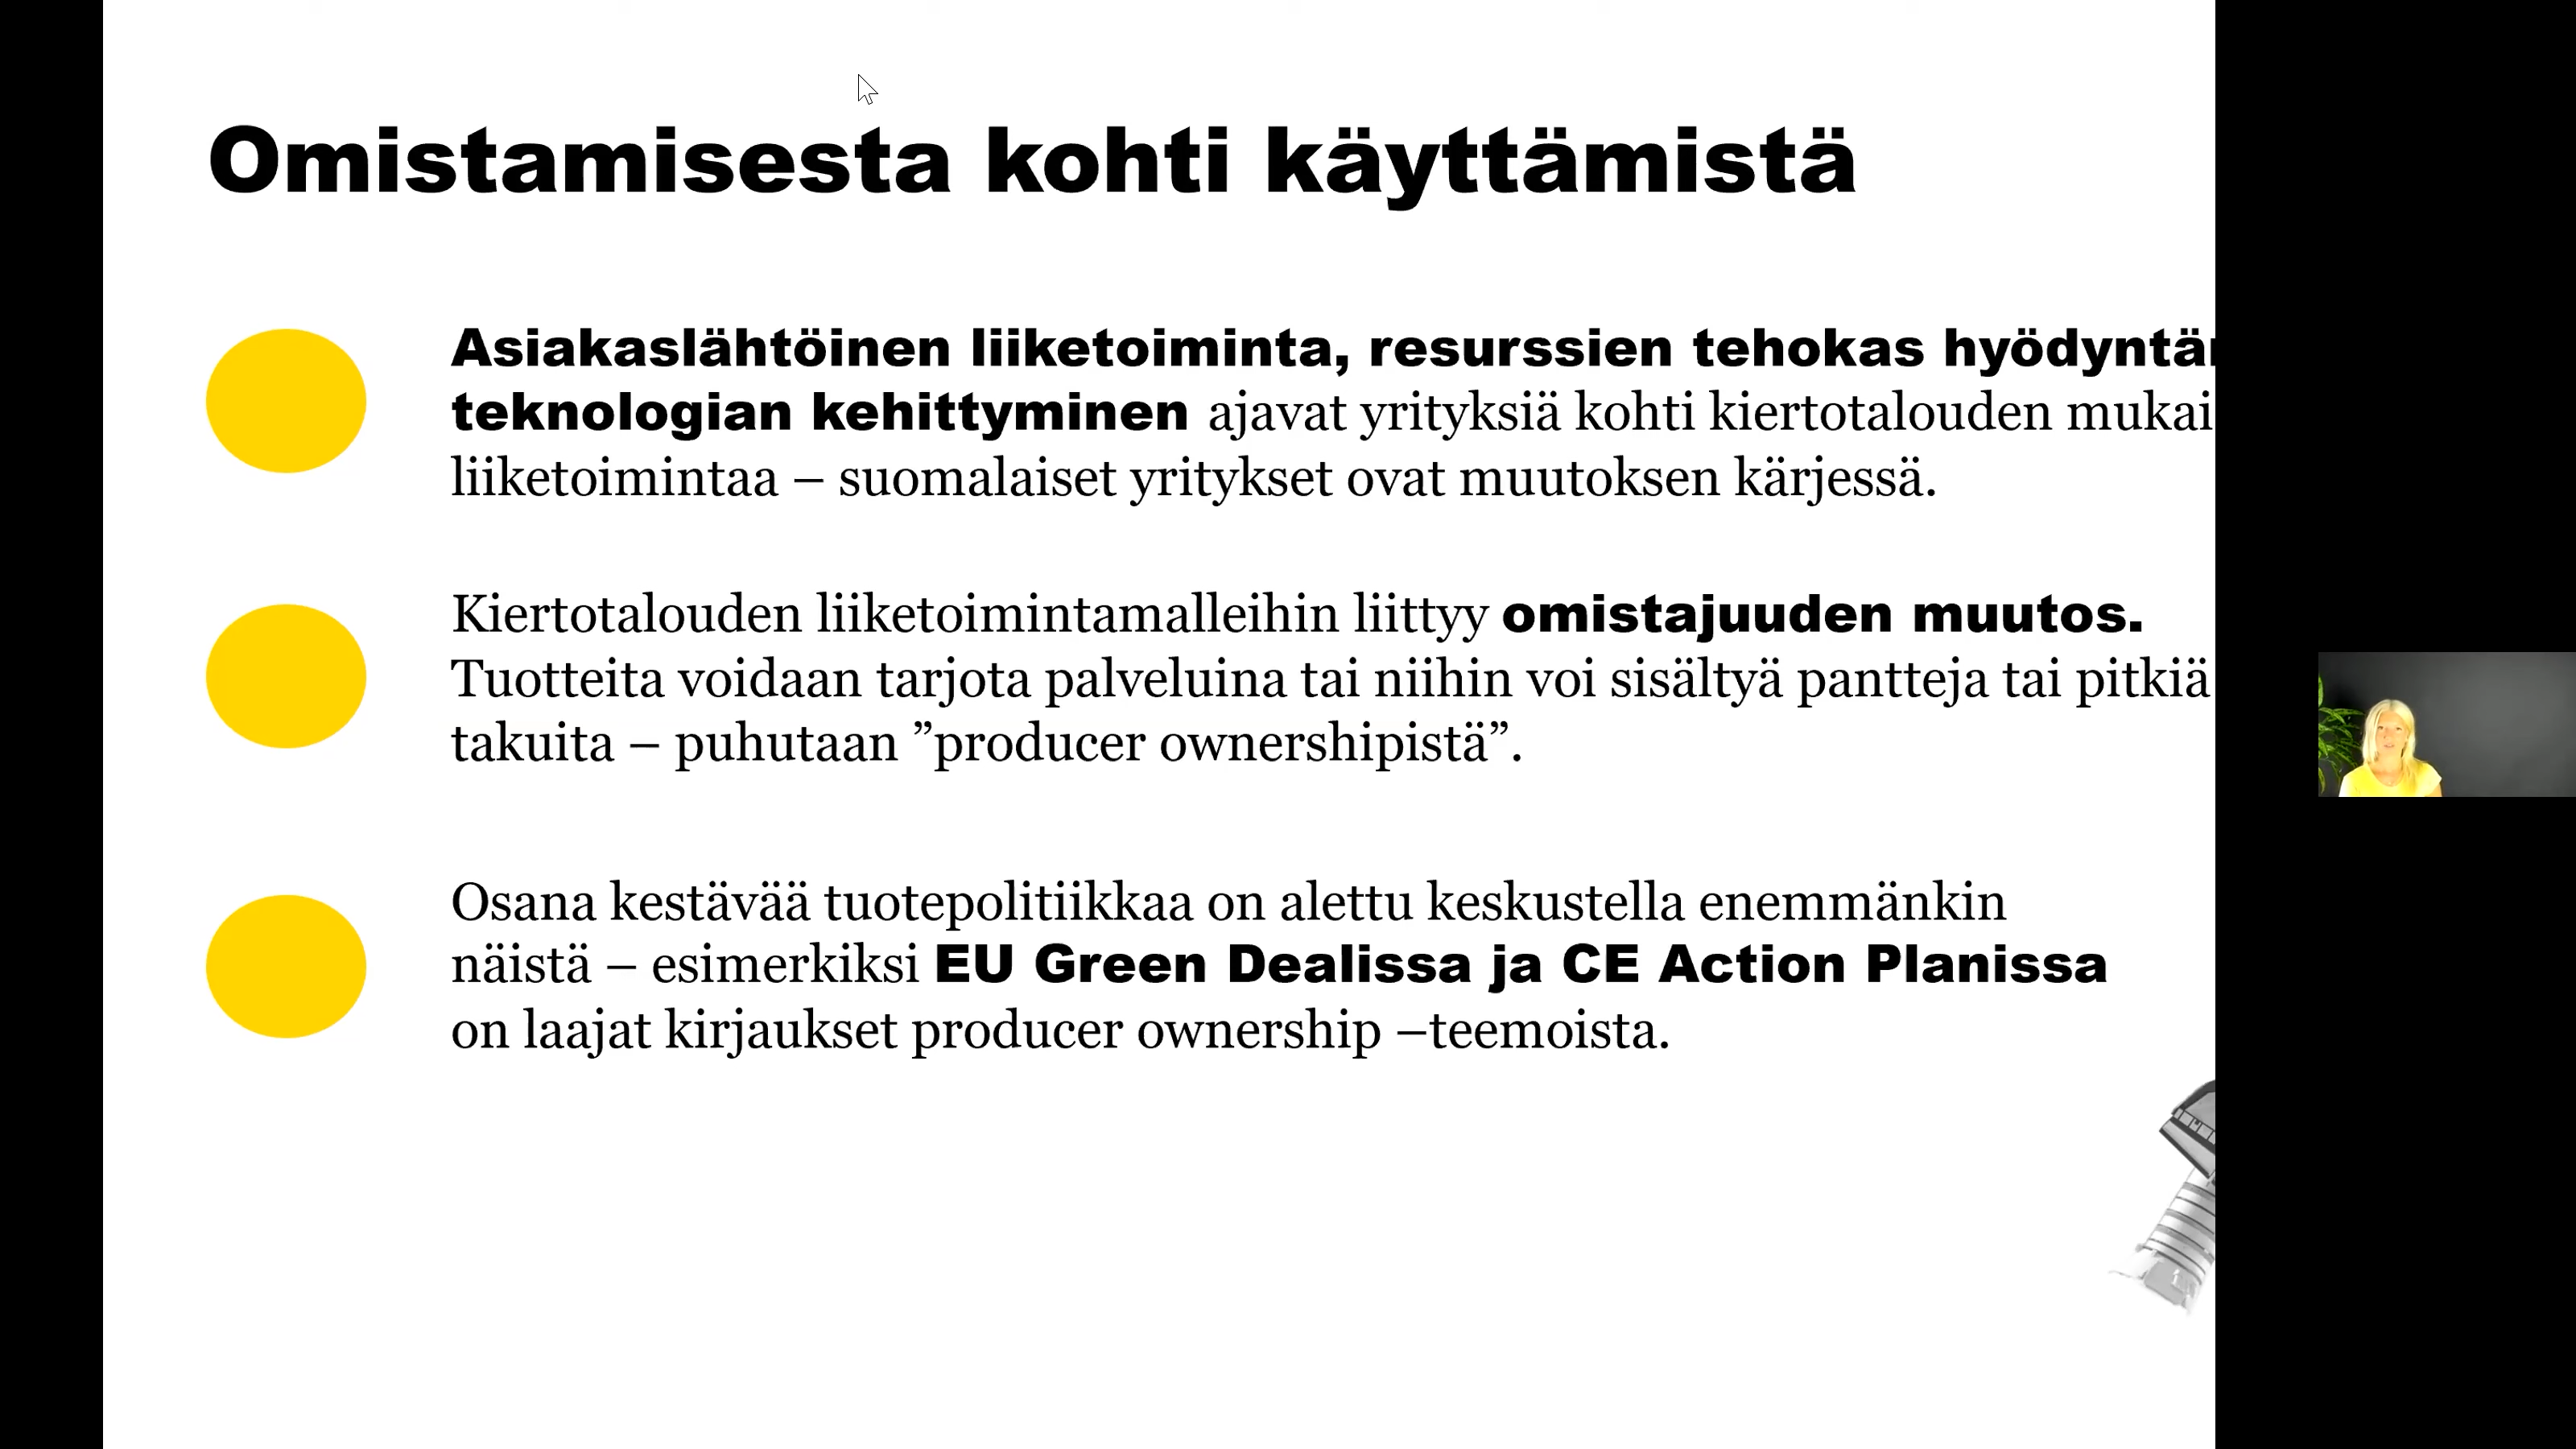 Omistamisesta kohti käyttämistä
Asiakaslähtöinen liiketoiminta, resurssien tehokas
teknologian kehittyminen ajavat yrityksiä kohti kiertotalouden
liiketoimintaa – suomalaiset yritykset ovat muutoksen kärjessä.
Kiertotalouden liiketoimintamalleihin liittyy omistajuuden muutos.
Tuotteita voidaan tarjota palveluina tai niihin voi sisältyä pantteja tai pitkiä
takuita – puhutaan ”producer ownershipistä”.
Osana kestävää tuotepolitiikkaa on alettu keskustella enemmänkin
näistä – esimerkiksi EU Green Dealissa ja CE Action Planissa
on laajat kirjaukset producer ownership –teemoista.